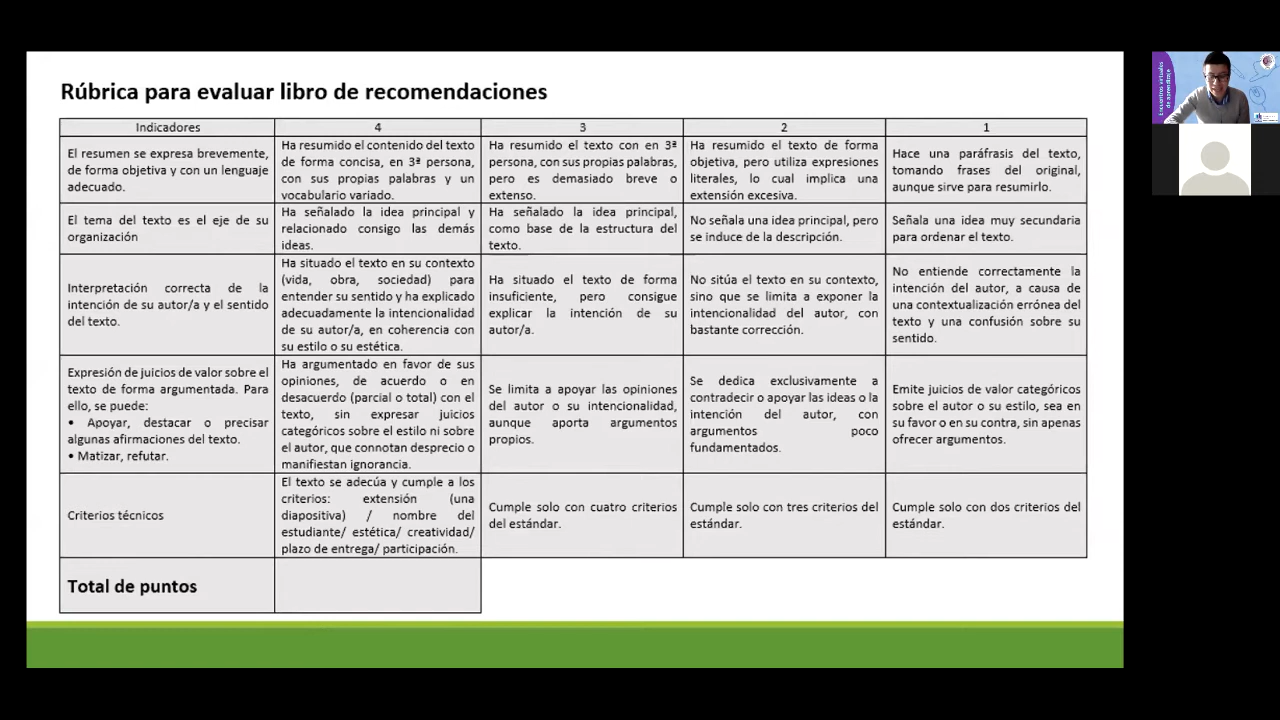 Rúbrica para evaluar libro de recomendaciones
Indicadores
4
3
2
1
El resumen se expresa brevemente,
de forma objetiva y con un lenguaje
adecuado.
Ha resumido el contenido del texto
de forma concisa, en 3ª persona,
con sus propias palabras y un
vocabulario variado.
Ha resumido el texto con en 3ª
persona, con sus propias palabras,
pero es demasiado breve o
extenso.
Ha resumido el texto de forma
objetiva, pero utiliza expresiones
literales, lo cual implica una
extensión excesiva.
Hace una paráfrasis del texto,
tomando frases del original,
aunque sirve para resumirlo.
El tema del texto es el eje de su
organización
Ha señalado la idea principal y
relacionado consigo las demás
ideas.
Ha señalado la idea principal,
como base de la estructura del
texto.
No señala una idea principal, pero
se induce de la descripción.
Señala una idea muy secundaria
para ordenar el texto.
Interpretación correcta de la
intención de su autor/a y el sentido
del texto.
Ha situado el texto en su contexto
(vida, obra, sociedad) para
entender su sentido y ha explicado
adecuadamente la intencionalidad
de su autor/a, en coherencia con
su estilo o su estética.
Ha situado el texto de forma
insuficiente, pero consigue
explicar la intención de su
autor/a.
No sitúa el texto en su contexto,
sino que se limita a exponer la
intencionalidad del autor, con
bastante corrección.
No entiende correctamente la
intención del autor, a causa de
una contextualización errónea del
texto y una confusión sobre su
sentido.
Expresión de juicios de valor sobre el
texto de forma argumentada. Para
ello, se puede:
• Apoyar, destacar o precisar
algunas afirmaciones del texto.
• Matizar, refutar.
Ha argumentado en favor de sus
opiniones, de acuerdo o en
desacuerdo (parcial o total) con el
texto, sin expresar juicios
categóricos sobre el estilo ni sobre
el autor, que connotan desprecio o
manifiestan ignorancia.
Se limita a apoyar las opiniones
del autor o su intencionalidad,
aunque aporta argumentos
propios.
Se dedica exclusivamente a
contradecir o apoyar las ideas o la
intención del autor, con
argumentos poco
fundamentados.
Emite juicios de valor categóricos
sobre el autor o su estilo, sea en
su favor o en su contra, sin apenas
ofrecer argumentos.
Criterios técnicos
El texto se adecúa y cumple a los
criterios: extensión (una
diapositiva) / nombre del
estudiante/ estética/ creatividad/
plazo de entrega/ participación.
Cumple solo con cuatro criterios
del estándar.
Cumple solo con tres criterios del
estándar.
Cumple solo con dos criterios del
estándar.
Total de puntos
Encuentros virtuales
de aprendizaje